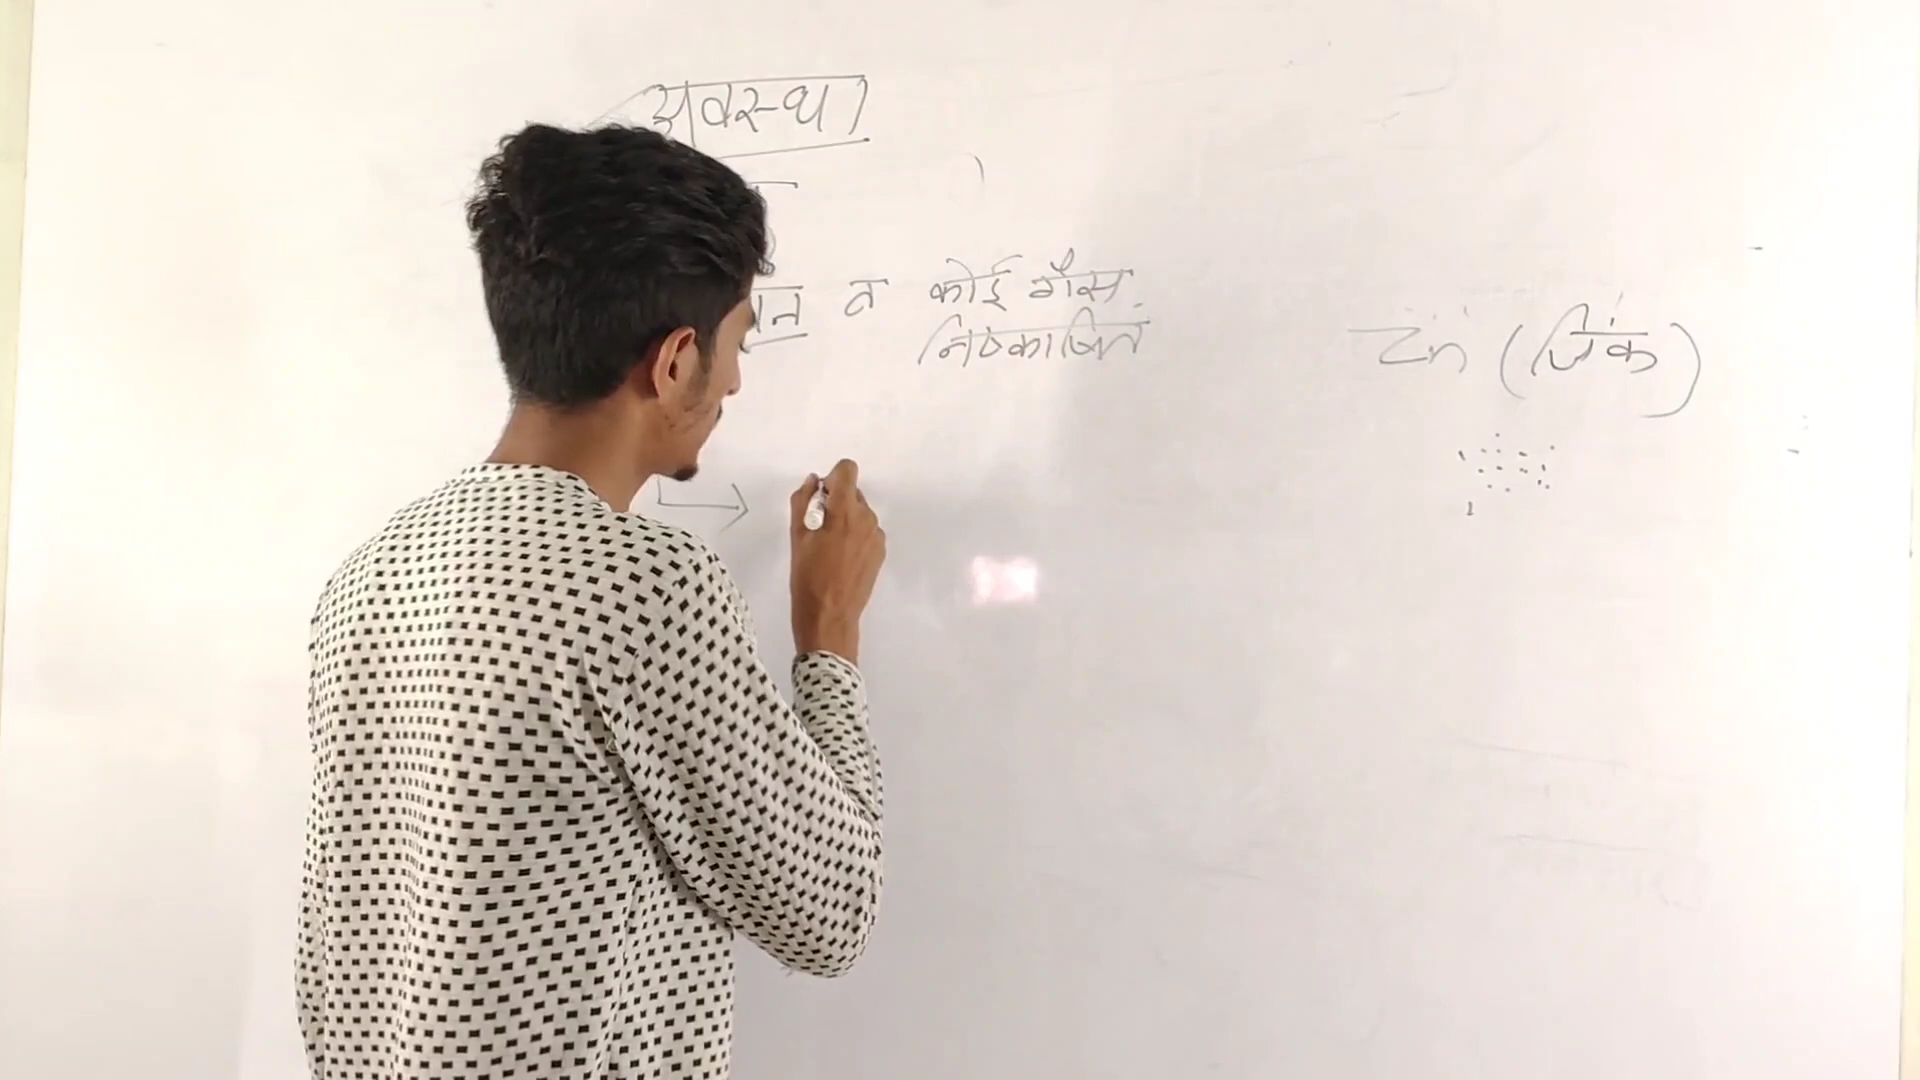 अवस्था
न कोई गैस
निष्काषित
Zn (जिंक)